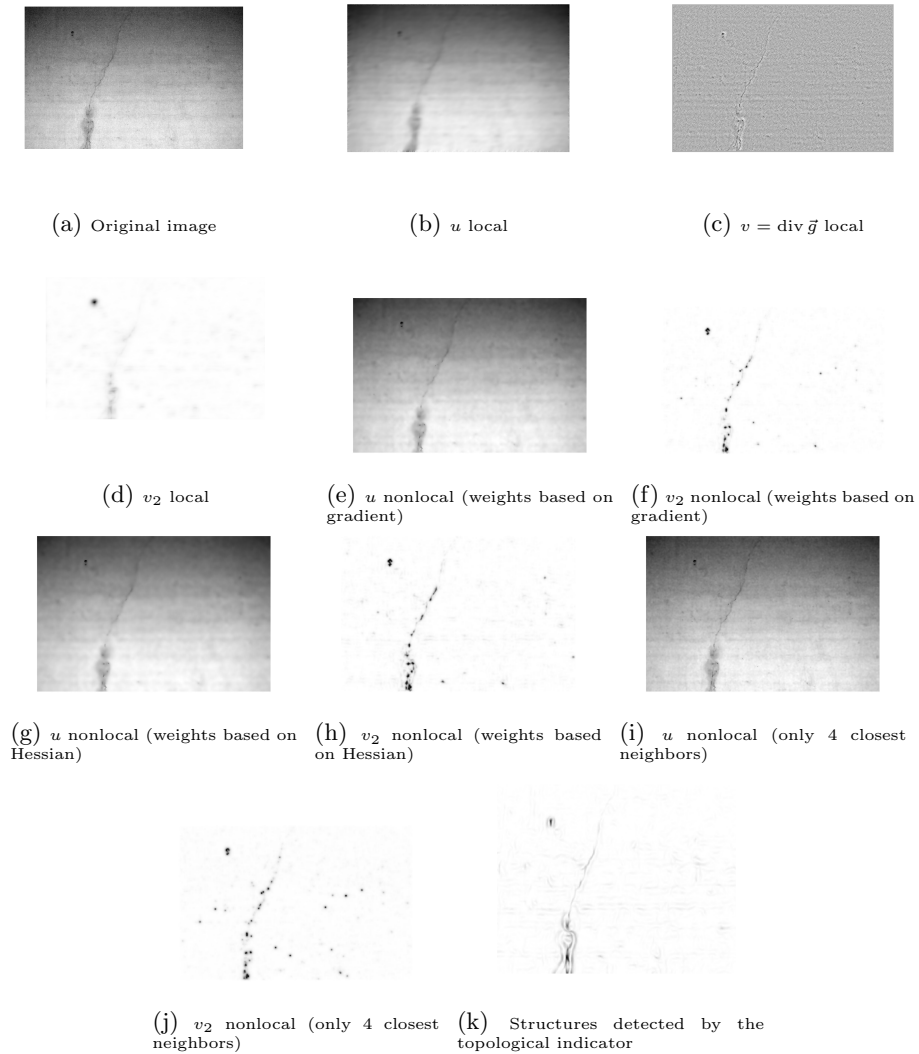 (a) Original image
(b) u local
(c) v = div g⃗ local
(d) v₂ local
(e) u nonlocal (weights based on
gradient)
(f) v₂ nonlocal (weights based on
gradient)
(g) u nonlocal (weights based on
Hessian)
(h) v₂ nonlocal (weights based
on Hessian)
(i) u nonlocal (only 4 closest
neighbors)
(j) v₂ nonlocal (only 4 closest
neighbors)
(k) Structures detected by the
topological indicator